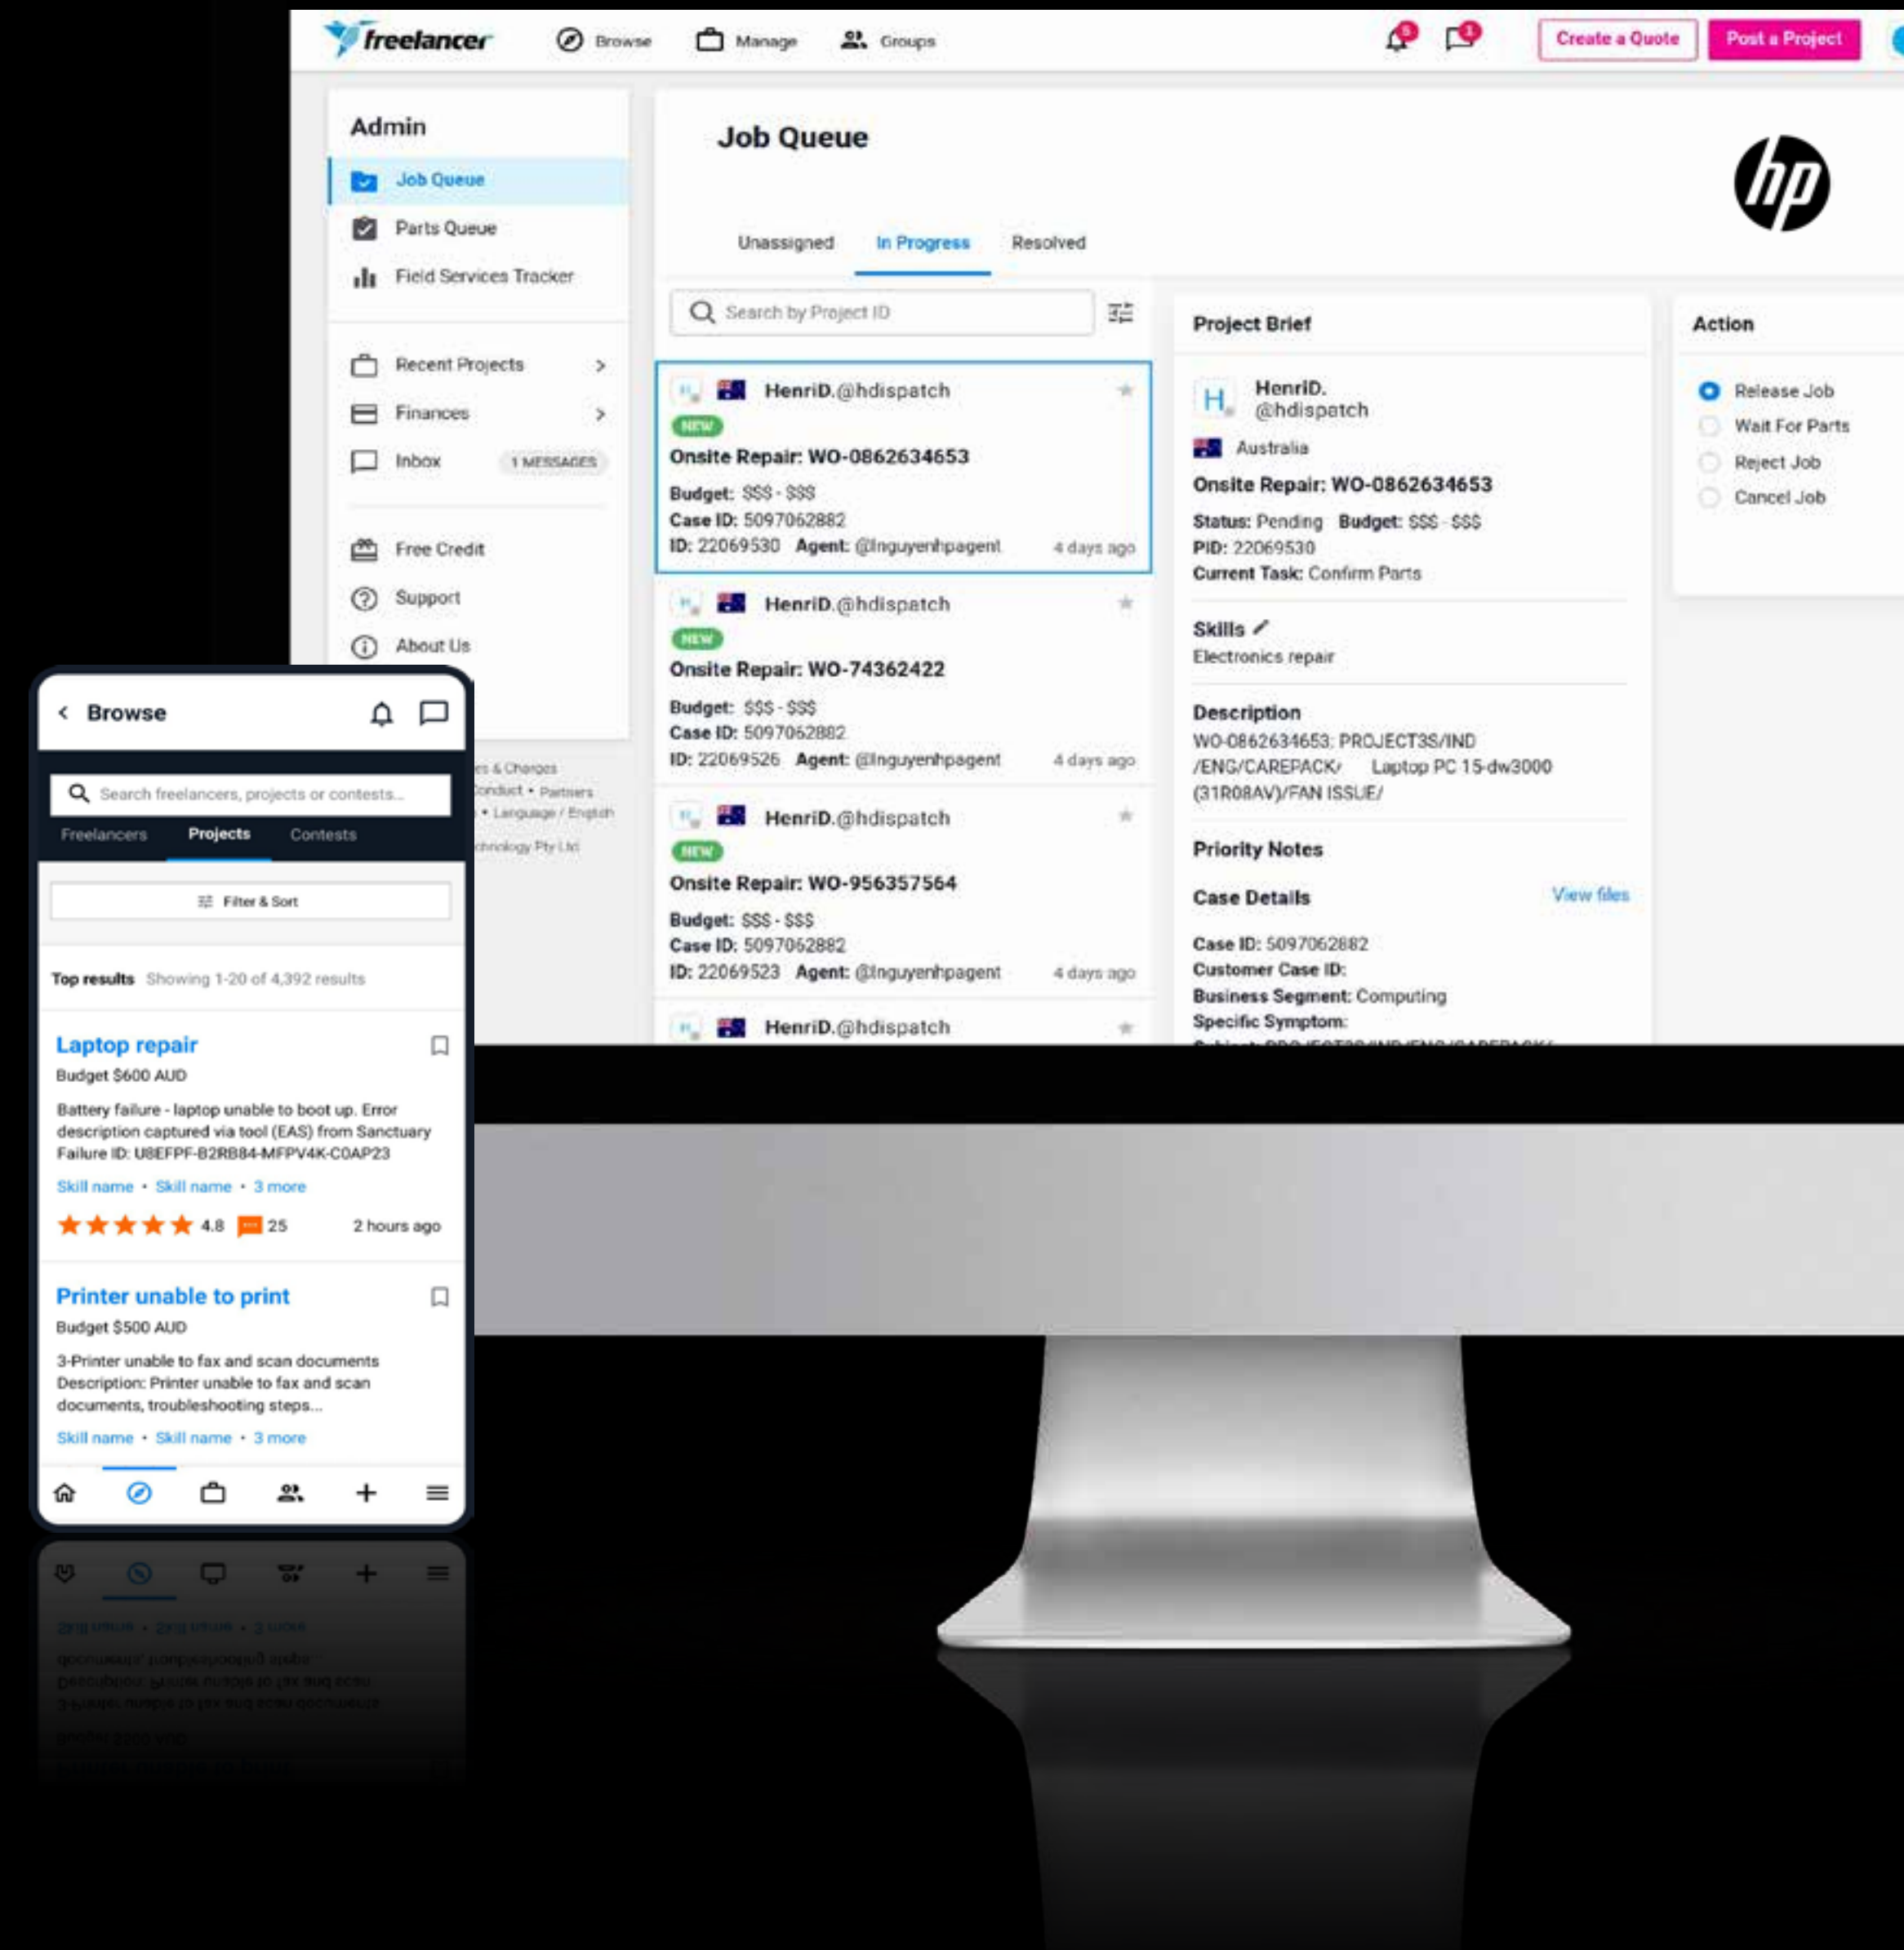 freelancer
Browse
Manage
Groups
5
1
Create a Quote
Post a Project
Admin
Job Queue
Parts Queue
Field Services Tracker
Recent Projects
Finances
Inbox
1 MESSAGES
Free Credit
Support
About Us
& Charges
Conduct • Partners
• Language / English
Pty Ltd
Job Queue
hp
Unassigned
In Progress
Resolved
Search by Project ID
HenriD.@hdispatch
NEW
Onsite Repair: WO-0862634653
Budget: $$$ - $$$
Case ID: 5097062882
ID: 22069530 Agent: @lnguyenhpagent 4 days ago
HenriD.@hdispatch
NEW
Onsite Repair: WO-74362422
Budget: $$$ - $$$
Case ID: 5097062882
ID: 22069526 Agent: @lnguyenhpagent 4 days ago
HenriD.@hdispatch
NEW
Onsite Repair: WO-956357564
Budget: $$$ - $$$
Case ID: 5097062882
ID: 22069523 Agent: @lnguyenhpagent 4 days ago
HenriD.@hdispatch
Project Brief
H
HenriD.
@hdispatch
Australia
Onsite Repair: WO-0862634653
Status: Pending Budget: $$$ - $$$
PID: 22069530
Current Task: Confirm Parts
Skills
Electronics repair
Description
WO-0862634653; PROJECT3S/IND
/ENG/CAREPACK/ Laptop PC 15-dw3000
(31R08AV)/FAN ISSUE/
Priority Notes
Case Details
View files
Case ID: 5097062882
Customer Case ID:
Business Segment: Computing
Specific Symptom:
Action
Release Job
Wait For Parts
Reject Job
Cancel Job
Browse
Search freelancers, projects or contests...
Freelancers
Projects
Contests
Filter & Sort
Top results Showing 1-20 of 4,392 results
Laptop repair
Budget $600 AUD
Battery failure - laptop unable to boot up. Error
description captured via tool (EAS) from Sanctuary
Failure ID: U8EFPF-B2RB84-MFPV4K-C0AP23
Skill name • Skill name • 3 more
4.8 25 2 hours ago
Printer unable to print
Budget $500 AUD
3-Printer unable to fax and scan documents
Description: Printer unable to fax and scan
documents, troubleshooting steps...
Skill name • Skill name • 3 more